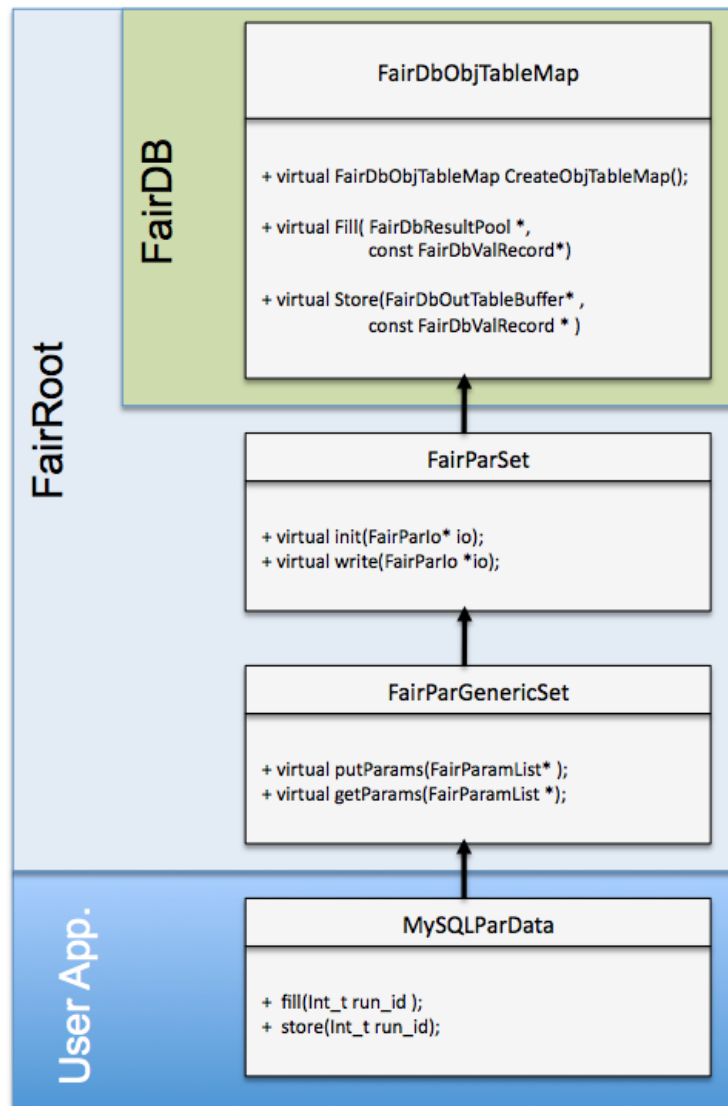 FairRoot
FairDB
FairDbObjTableMap
+ virtual FairDbObjTableMap CreateObjTableMap();
+ virtual Fill( FairDbResultPool *,
const FairDbValRecord*)
+ virtual Store(FairDbOutTableBuffer* ,
const FairDbValRecord * )
FairParSet
+ virtual init(FairParIo* io);
+ virtual write(FairParIo *io);
FairParGenericSet
+ virtual putParams(FairParamList* );
+ virtual getParams(FairParamList *);
User App.
MySQLParData
+ fill(Int_t run_id );
+ store(Int_t run_id);